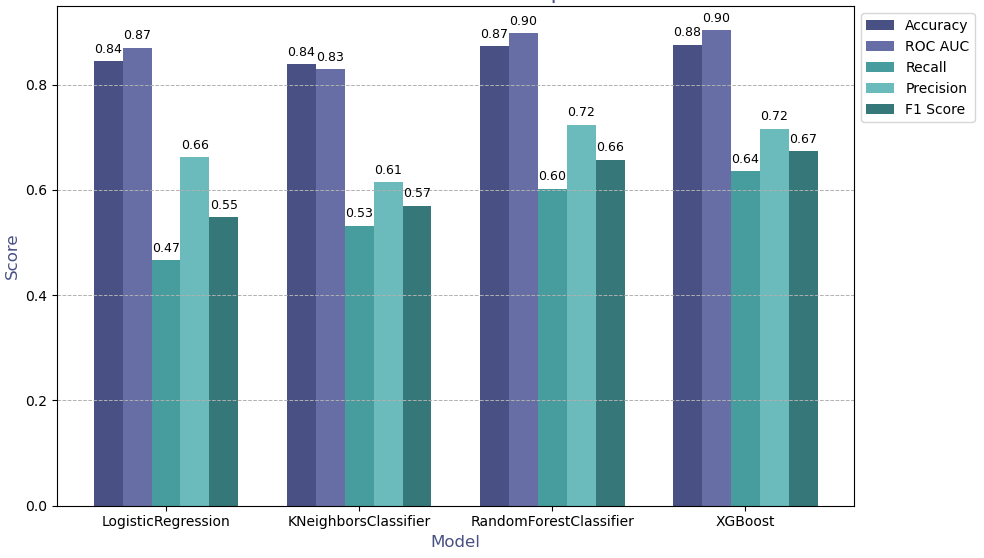 Accuracy
ROC AUC
Recall
Precision
F1 Score
Score
0.8
0.6
0.4
0.2
0.0
0.84 0.87 0.47 0.66 0.55
0.84 0.83 0.53 0.61 0.57
0.87 0.90 0.60 0.72 0.66
0.88 0.90 0.64 0.72 0.67
LogisticRegression KNeighborsClassifier RandomForestClassifier XGBoost
Model